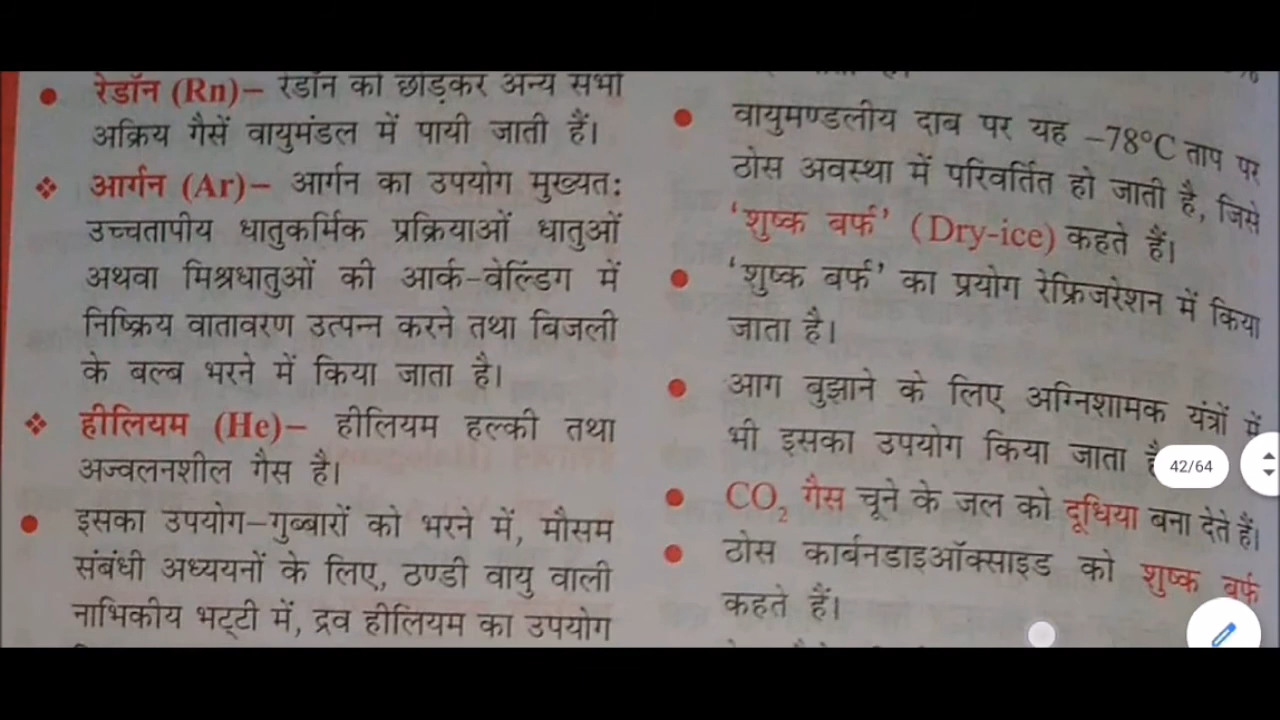 रेडॉन (Rn)– रेडॉन को छोड़कर अन्य सभी
अक्रिय गैसें वायुमंडल में पायी जाती हैं।
आर्गन (Ar)– आर्गन का उपयोग मुख्यत:
उच्चतापीय धातुकर्मिक प्रक्रियाओं धातुओं
अथवा मिश्रधातुओं की आर्क-वेल्डिंग में
निष्क्रिय वातावरण उत्पन्न करने तथा बिजली
के बल्ब भरने में किया जाता है।
हीलियम (He)– हीलियम हल्की तथा
अज्वलनशील गैस है।
इसका उपयोग–गुब्बारों को भरने में, मौसम
संबंधी अध्ययनों के लिए, ठण्डी वायु वाली
नाभिकीय भट्टी में, द्रव हीलियम का उपयोग
वायुमण्डलीय दाब पर यह –78°C ताप पर
ठोस अवस्था में परिवर्तित हो जाती है, जिसे
‘शुष्क बर्फ’ (Dry-ice) कहते हैं।
‘शुष्क बर्फ’ का प्रयोग रेफ्रिजरेशन में किया
जाता है।
आग बुझाने के लिए अग्निशामक यंत्रों में
भी इसका उपयोग किया जाता
42/64
CO₂ गैस चूने के जल को दूधिया बना देते हैं।
ठोस कार्बनडाइऑक्साइड को शुष्क बर्फ
कहते हैं।